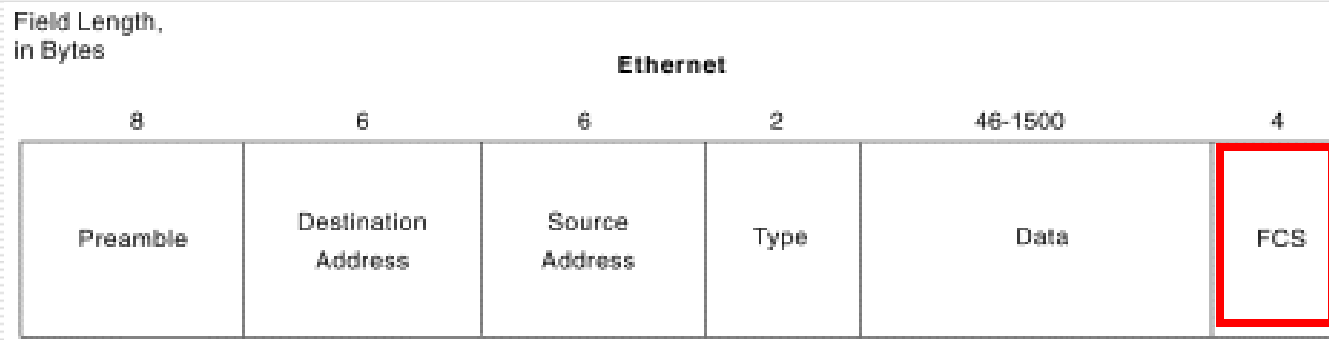 Field Length,
in Bytes
Ethernet
8 6 6 2 46-1500 4
Preamble
Destination
Address
Source
Address
Type
Data
FCS